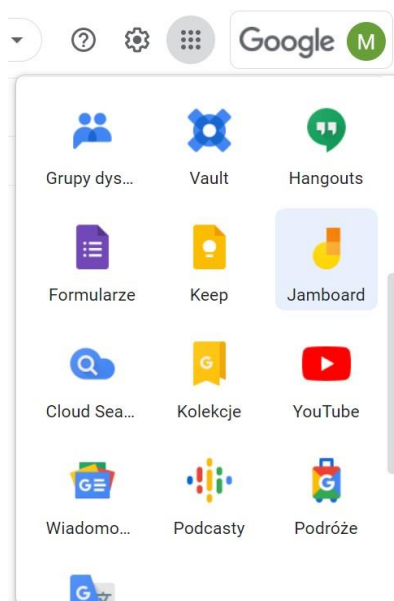 Google M
Grupy dys... Vault Hangouts
Formularze Keep Jamboard
Cloud Sea... Kolekcje YouTube
Wiadomo... Podcasty Podróże